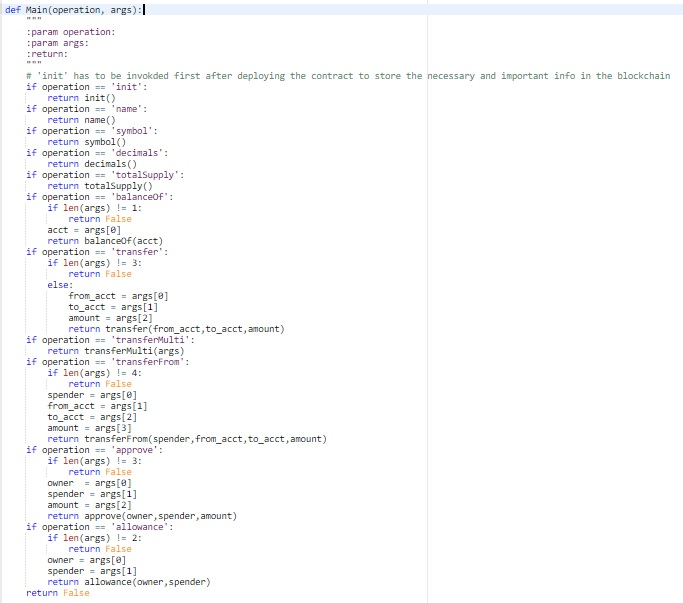 def Main(operation, args):
    """
    :param operation:
    :param args:
    :return:
    """
    # 'init' has to be invokded first after deploying the contract to store the necessary and important info in the blockchain
    if operation == 'init':
        return init()
    if operation == 'name':
        return name()
    if operation == 'symbol':
        return symbol()
    if operation == 'decimals':
        return decimals()
    if operation == 'totalSupply':
        return totalSupply()
    if operation == 'balanceOf':
        if len(args) != 1:
            return False
        acct = args[0]
        return balanceOf(acct)
    if operation == 'transfer':
        if len(args) != 3:
            return False
        else:
            from_acct = args[0]
            to_acct = args[1]
            amount = args[2]
            return transfer(from_acct,to_acct,amount)
    if operation == 'transferMulti':
        return transferMulti(args)
    if operation == 'transferFrom':
        if len(args) != 4:
            return False
        spender = args[0]
        from_acct = args[1]
        to_acct = args[2]
        amount = args[3]
        return transferFrom(spender,from_acct,to_acct,amount)
    if operation == 'approve':
        if len(args) != 3:
            return False
        owner  = args[0]
        spender = args[1]
        amount = args[2]
        return approve(owner,spender,amount)
    if operation == 'allowance':
        if len(args) != 2:
            return False
        owner = args[0]
        spender = args[1]
        return allowance(owner,spender)
    return False